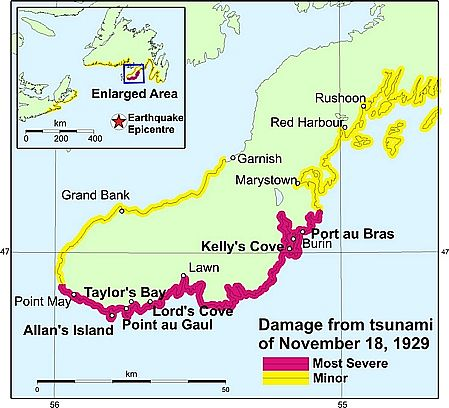 Enlarged Area
km
0 200 400
Earthquake
Epicentre
Rushoon
Red Harbour
Garnish
Marystown
Grand Bank
Port au Bras
Kelly's Cove
Burin
47
47
Lawn
Taylor's Bay
Point May
Lord's Cove
Point au Gaul
Allan's Island
Damage from tsunami
of November 18, 1929
Most Severe
Minor
km
0 50
56
55